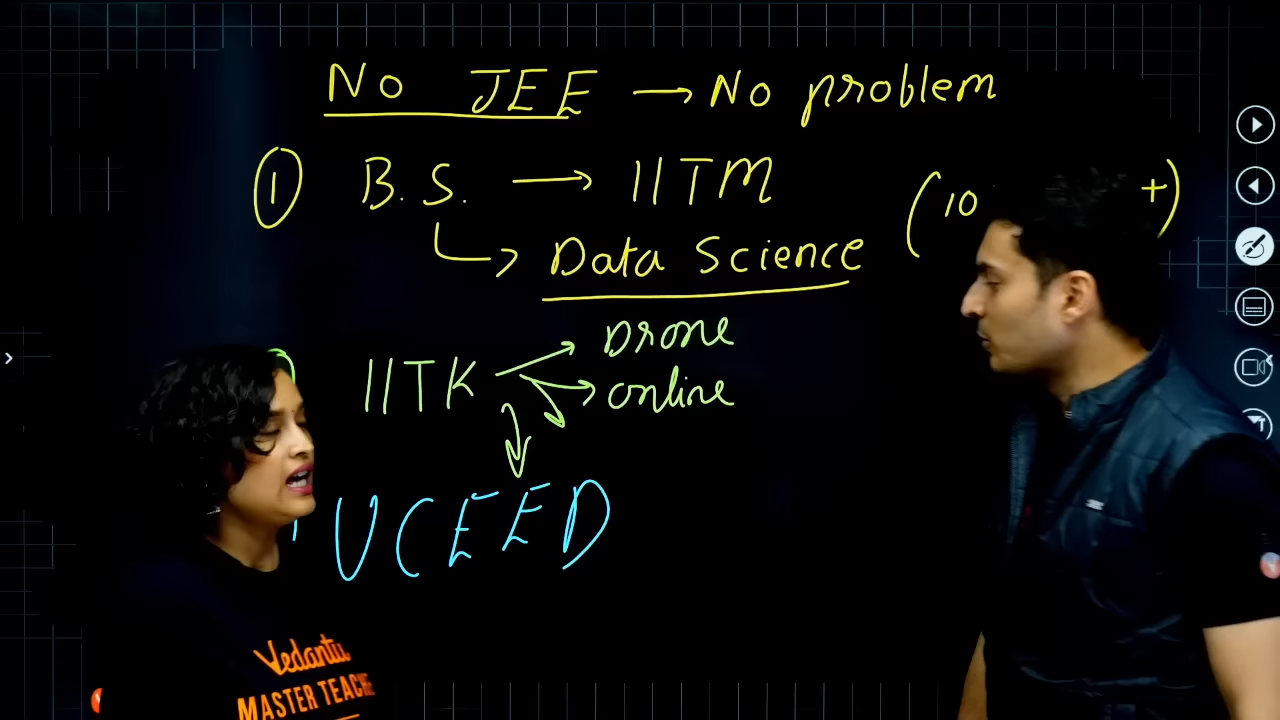 No JEE → No problem
① B.S. → IITM (10 +)
↳ Data Science
IITK → Drone
→ online
UCEED
Vedantu
MASTER TEACHE